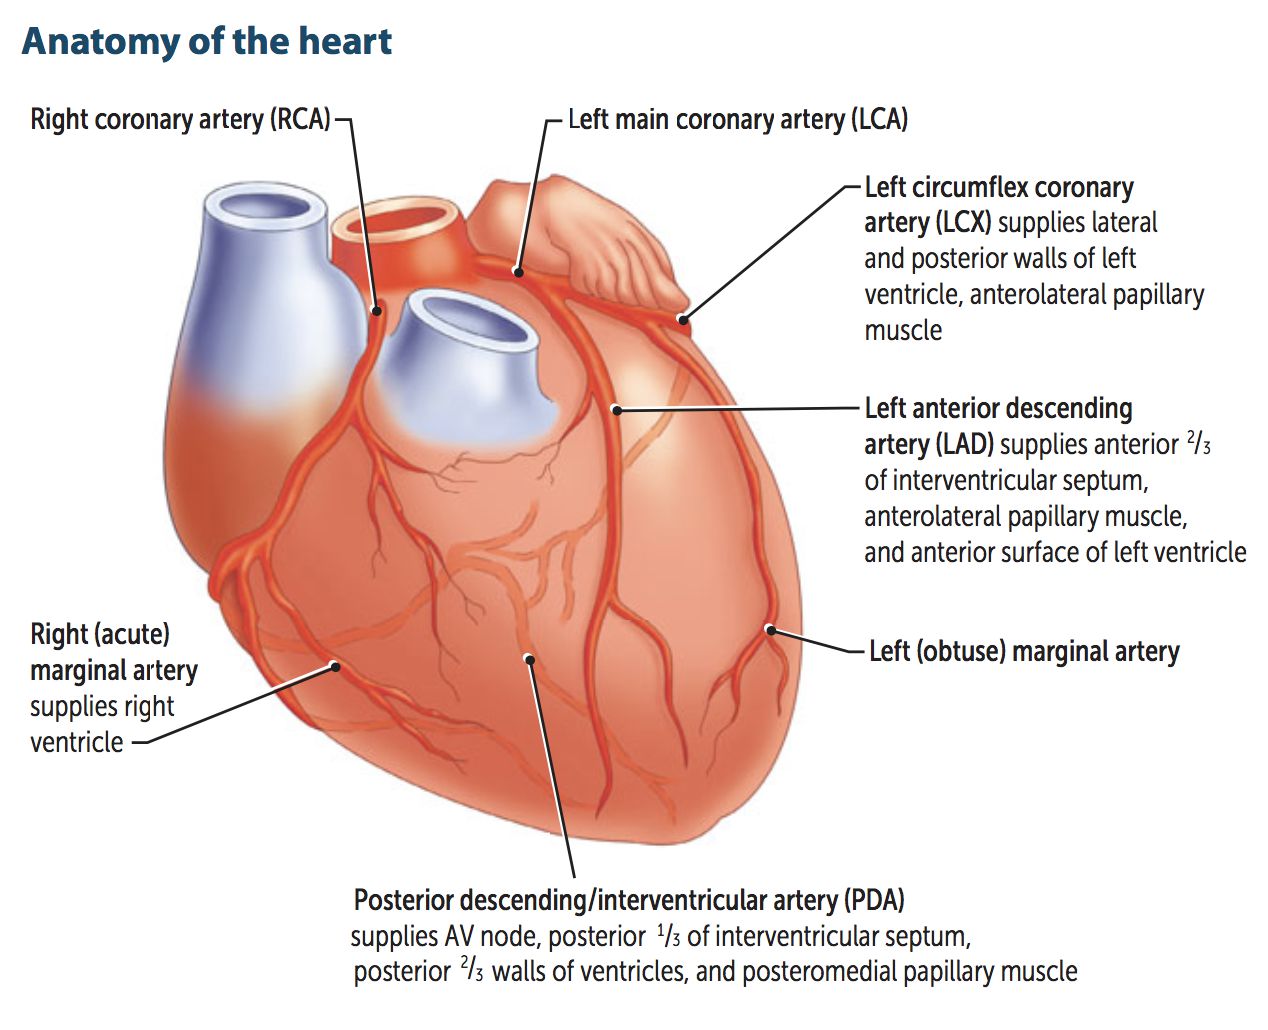 Anatomy of the heart
Right coronary artery (RCA)
Left main coronary artery (LCA)
Left circumflex coronary
artery (LCX) supplies lateral
and posterior walls of left
ventricle, anterolateral papillary
muscle
Left anterior descending
artery (LAD) supplies anterior 2/3
of interventricular septum,
anterolateral papillary muscle,
and anterior surface of left ventricle
Right (acute)
marginal artery
supplies right
ventricle
Left (obtuse) marginal artery
Posterior descending/interventricular artery (PDA)
supplies AV node, posterior 1/3 of interventricular septum,
posterior 2/3 walls of ventricles, and posteromedial papillary muscle